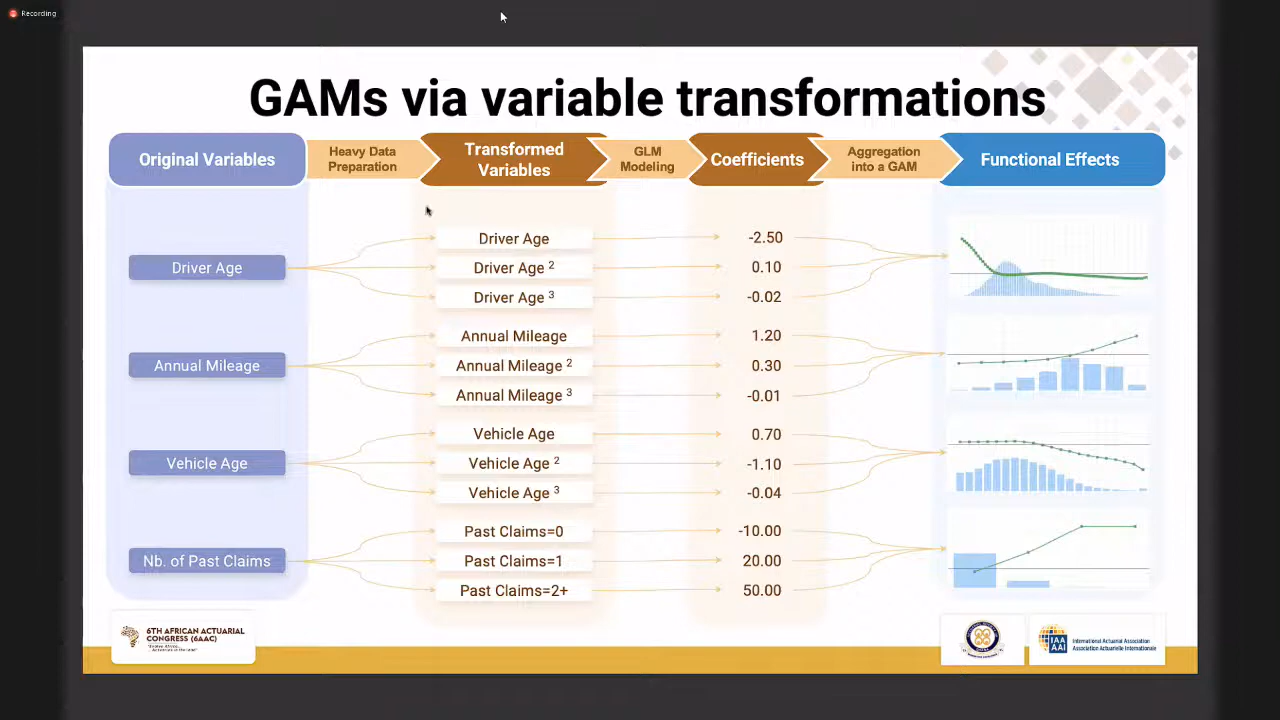 Recording
GAMs via variable transformations
Original Variables
Heavy Data
Preparation
Transformed
Variables
GLM
Modeling
Coefficients
Aggregation
into a GAM
Functional Effects
Driver Age
Driver Age
-2.50
Driver Age ²
0.10
Driver Age ³
-0.02
Annual Mileage
Annual Mileage
1.20
Annual Mileage ²
0.30
Annual Mileage ³
-0.01
Vehicle Age
Vehicle Age
0.70
Vehicle Age ²
-1.10
Vehicle Age ³
-0.04
Nb. of Past Claims
Past Claims=0
-10.00
Past Claims=1
20.00
Past Claims=2+
50.00
6TH AFRICAN ACTUARIAL
CONGRESS (6AAC)
IAA
AAI
International Actuarial Association
Association Actuarielle Internationale